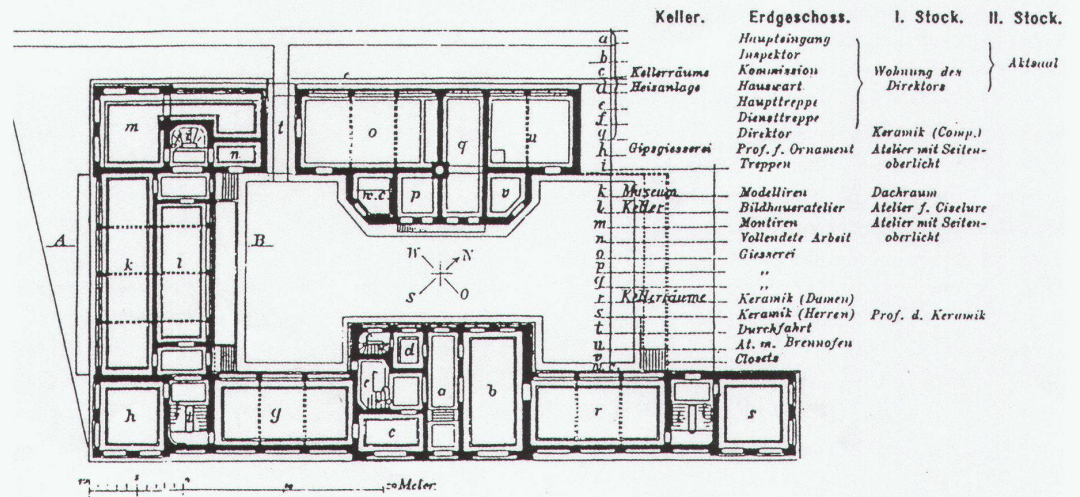 Keller. Erdgeschoss. I. Stock. II. Stock.
a Haupteingang
b Inspektor
c Kellerräume Kommission Wohnung des Aktsaal
d Heizanlage Hauswart Direktors
e Haupttreppe
f Diensttreppe
g Direktor Keramik (Comp.)
h Gipsgiesserei Prof. f. Ornament Atelier mit Seiten-
i Treppen oberlicht
k Museum Modelliren Dachraum
l Keller Bildhaueratelier Atelier f. Ciselure
m Montiren Atelier mit Seiten-
n Vollendete Arbeit oberlicht
o Giesserei
p „
q „
r Kellerräume Keramik (Damen)
s Keramik (Herren) Prof. d. Keramik
t Durchfahrt
u At. m. Brennofen
v Closets
m n t o q u
w.c p v
A k l B
W N
S O
d
e a b
h i g c r i s
20 Meter.